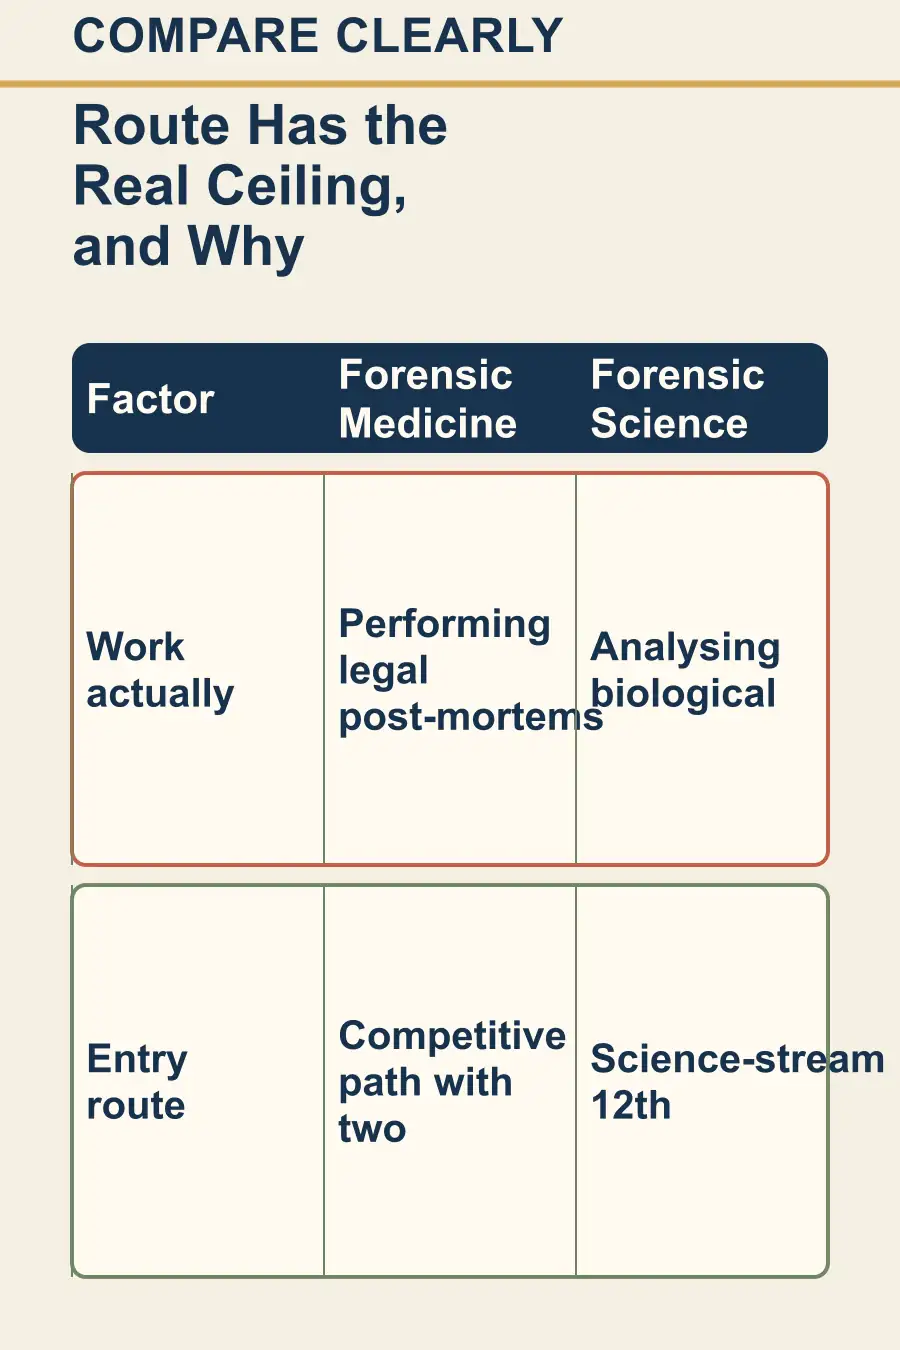 COMPARE CLEARLY
Route Has the
Real Ceiling,
and Why
Factor
Forensic
Medicine
Forensic
Science
Work
actually
Performing
legal
post-mortems
Analysing
biological
Entry
route
Competitive
path with
two
Science-stream
12th